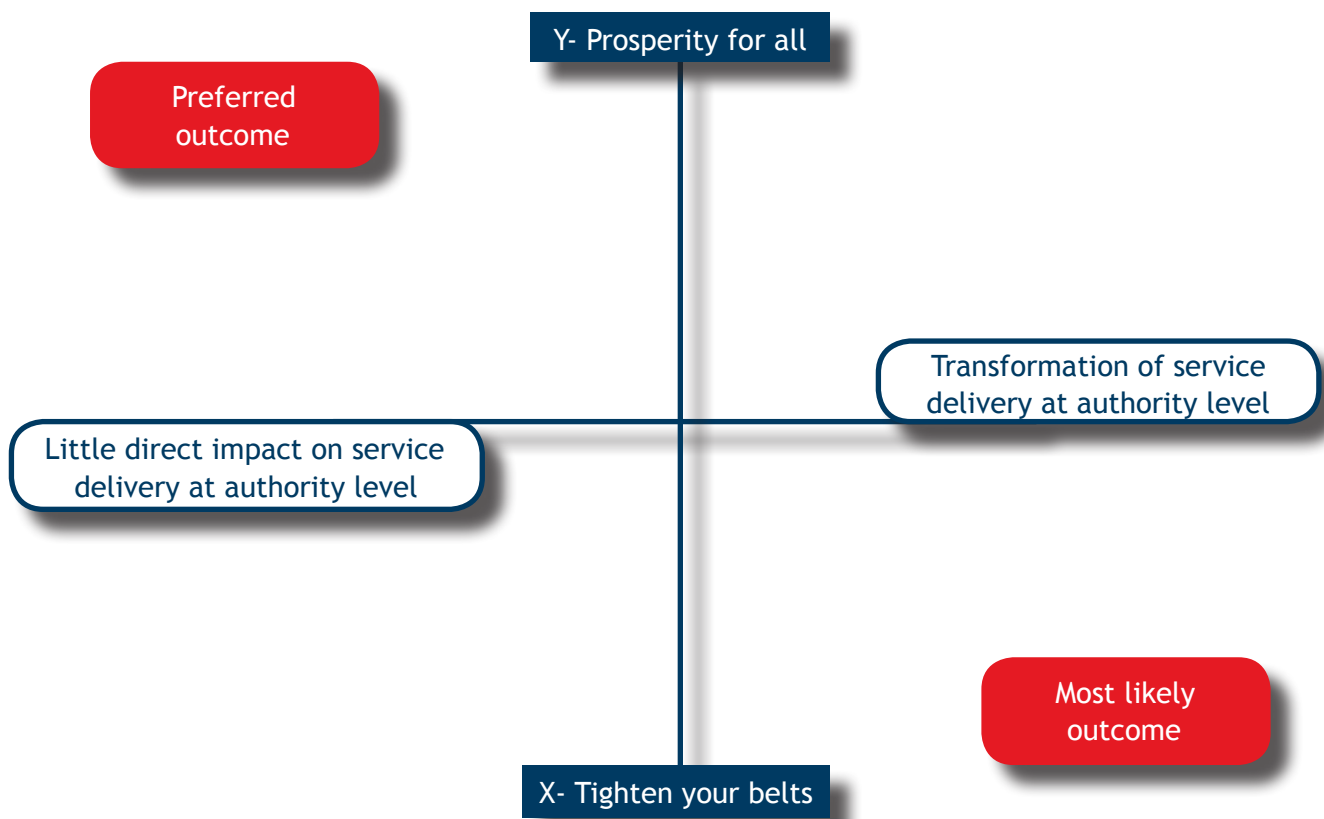 Y- Prosperity for all
Preferred
outcome
Transformation of service
delivery at authority level
Little direct impact on service
delivery at authority level
Most likely
outcome
X- Tighten your belts